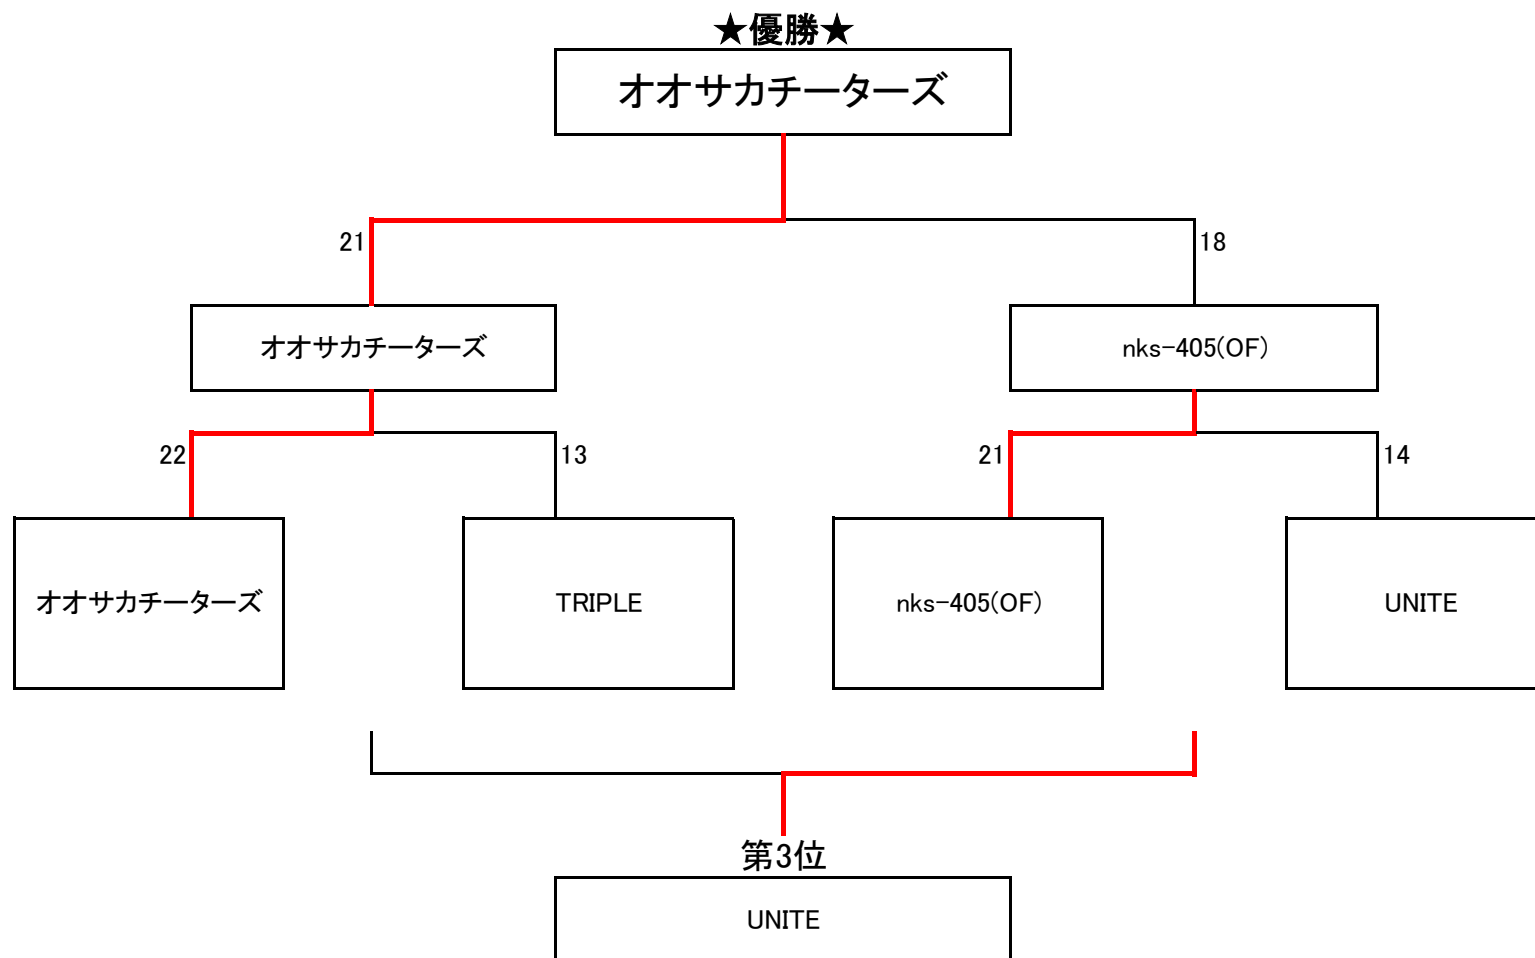 ★優勝★
オオサカチーターズ
21
18
オオサカチーターズ
nks-405(OF)
22
13
21
14
オオサカチーターズ
TRIPLE
nks-405(OF)
UNITE
第3位
UNITE